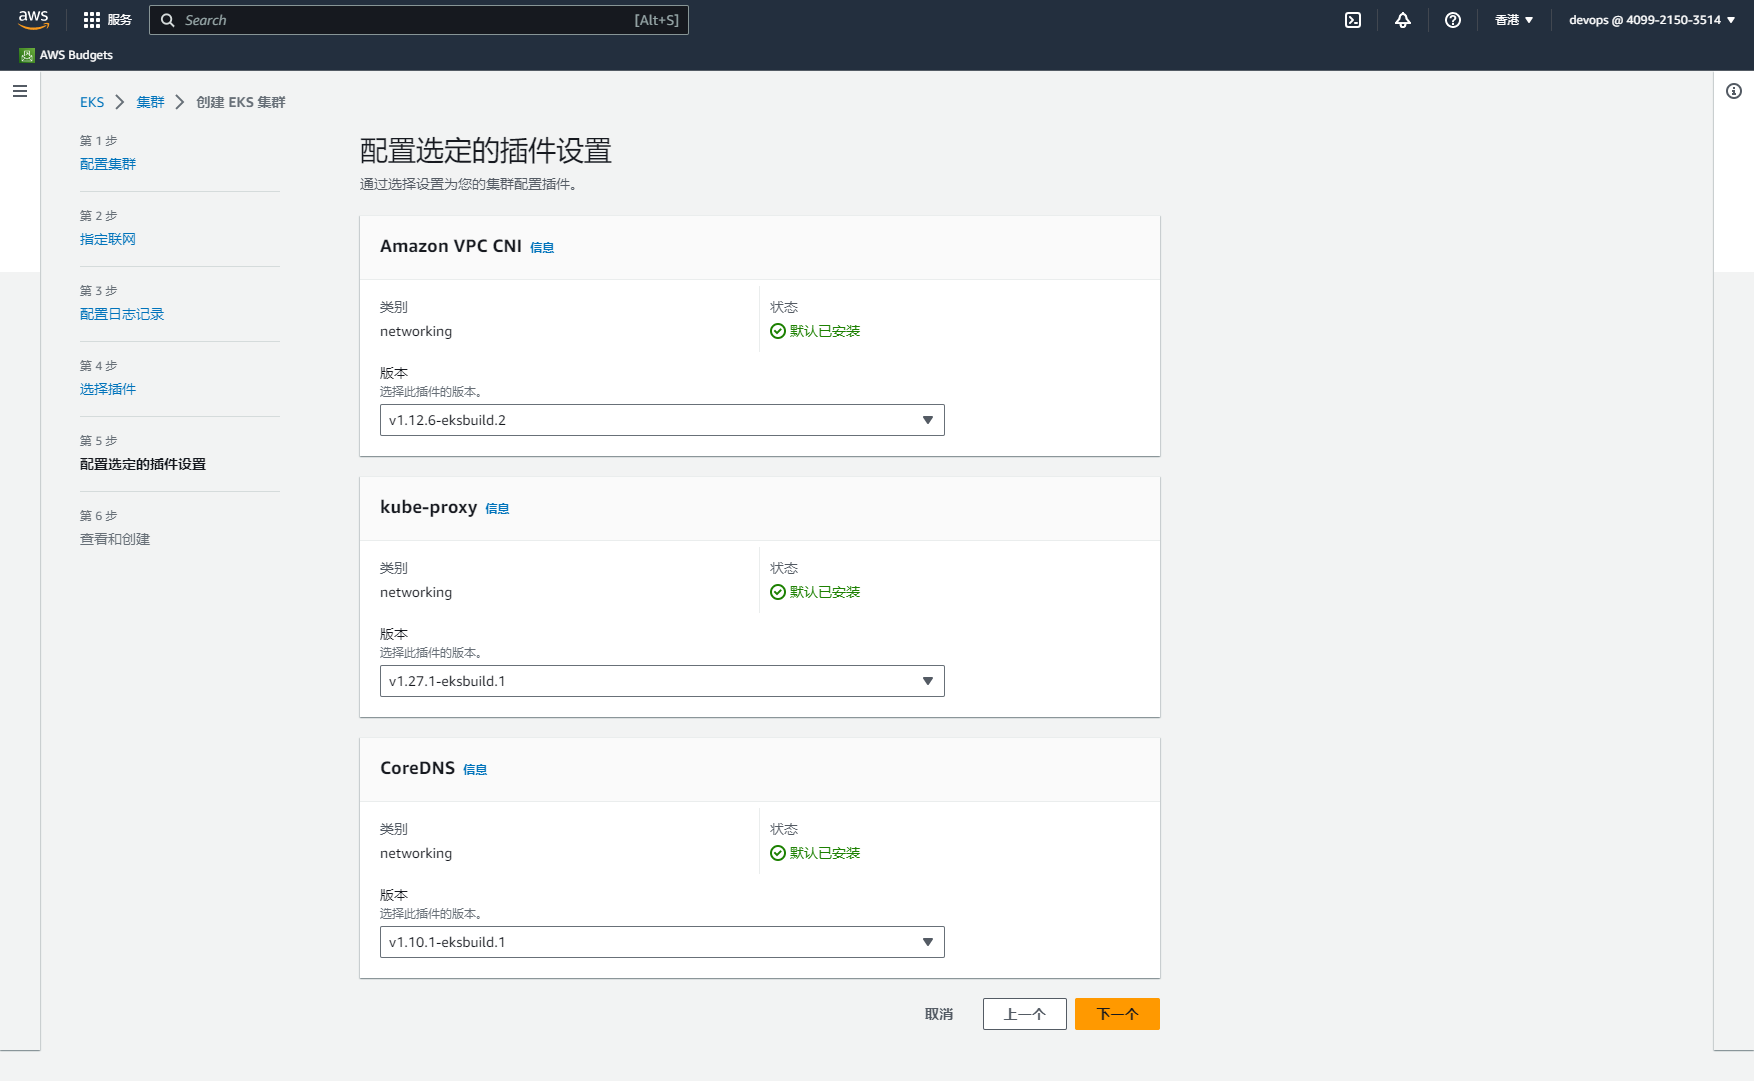 aws
服务
Search
[Alt+S]
香港
devops @ 4099-2150-3514
AWS Budgets
EKS
集群
创建 EKS 集群
第 1 步
配置集群
第 2 步
指定联网
第 3 步
配置日志记录
第 4 步
选择插件
第 5 步
配置选定的插件设置
第 6 步
查看和创建
配置选定的插件设置
通过选择设置为您的集群配置插件。
Amazon VPC CNI 信息
类别
networking
状态
默认已安装
版本
选择此插件的版本。
v1.12.6-eksbuild.2
kube-proxy 信息
类别
networking
状态
默认已安装
版本
选择此插件的版本。
v1.27.1-eksbuild.1
CoreDNS 信息
类别
networking
状态
默认已安装
版本
选择此插件的版本。
v1.10.1-eksbuild.1
取消
上一个
下一个